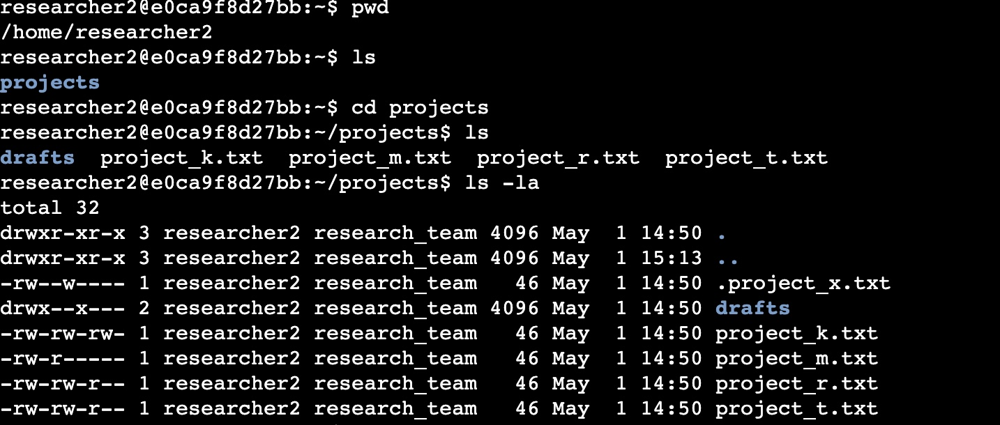 researcher2@e0ca9f8d27bb:~$ pwd
/home/researcher2
researcher2@e0ca9f8d27bb:~$ ls
projects
researcher2@e0ca9f8d27bb:~$ cd projects
researcher2@e0ca9f8d27bb:~/projects$ ls
drafts  project_k.txt  project_m.txt  project_r.txt  project_t.txt
researcher2@e0ca9f8d27bb:~/projects$ ls -la
total 32
drwxr-xr-x 3 researcher2 research_team 4096 May  1 14:50 .
drwxr-xr-x 3 researcher2 research_team 4096 May  1 15:13 ..
-rw--w---- 1 researcher2 research_team   46 May  1 14:50 .project_x.txt
drwx--x--- 2 researcher2 research_team 4096 May  1 14:50 drafts
-rw-rw-rw- 1 researcher2 research_team   46 May  1 14:50 project_k.txt
-rw-r----- 1 researcher2 research_team   46 May  1 14:50 project_m.txt
-rw-rw-r-- 1 researcher2 research_team   46 May  1 14:50 project_r.txt
-rw-rw-r-- 1 researcher2 research_team   46 May  1 14:50 project_t.txt